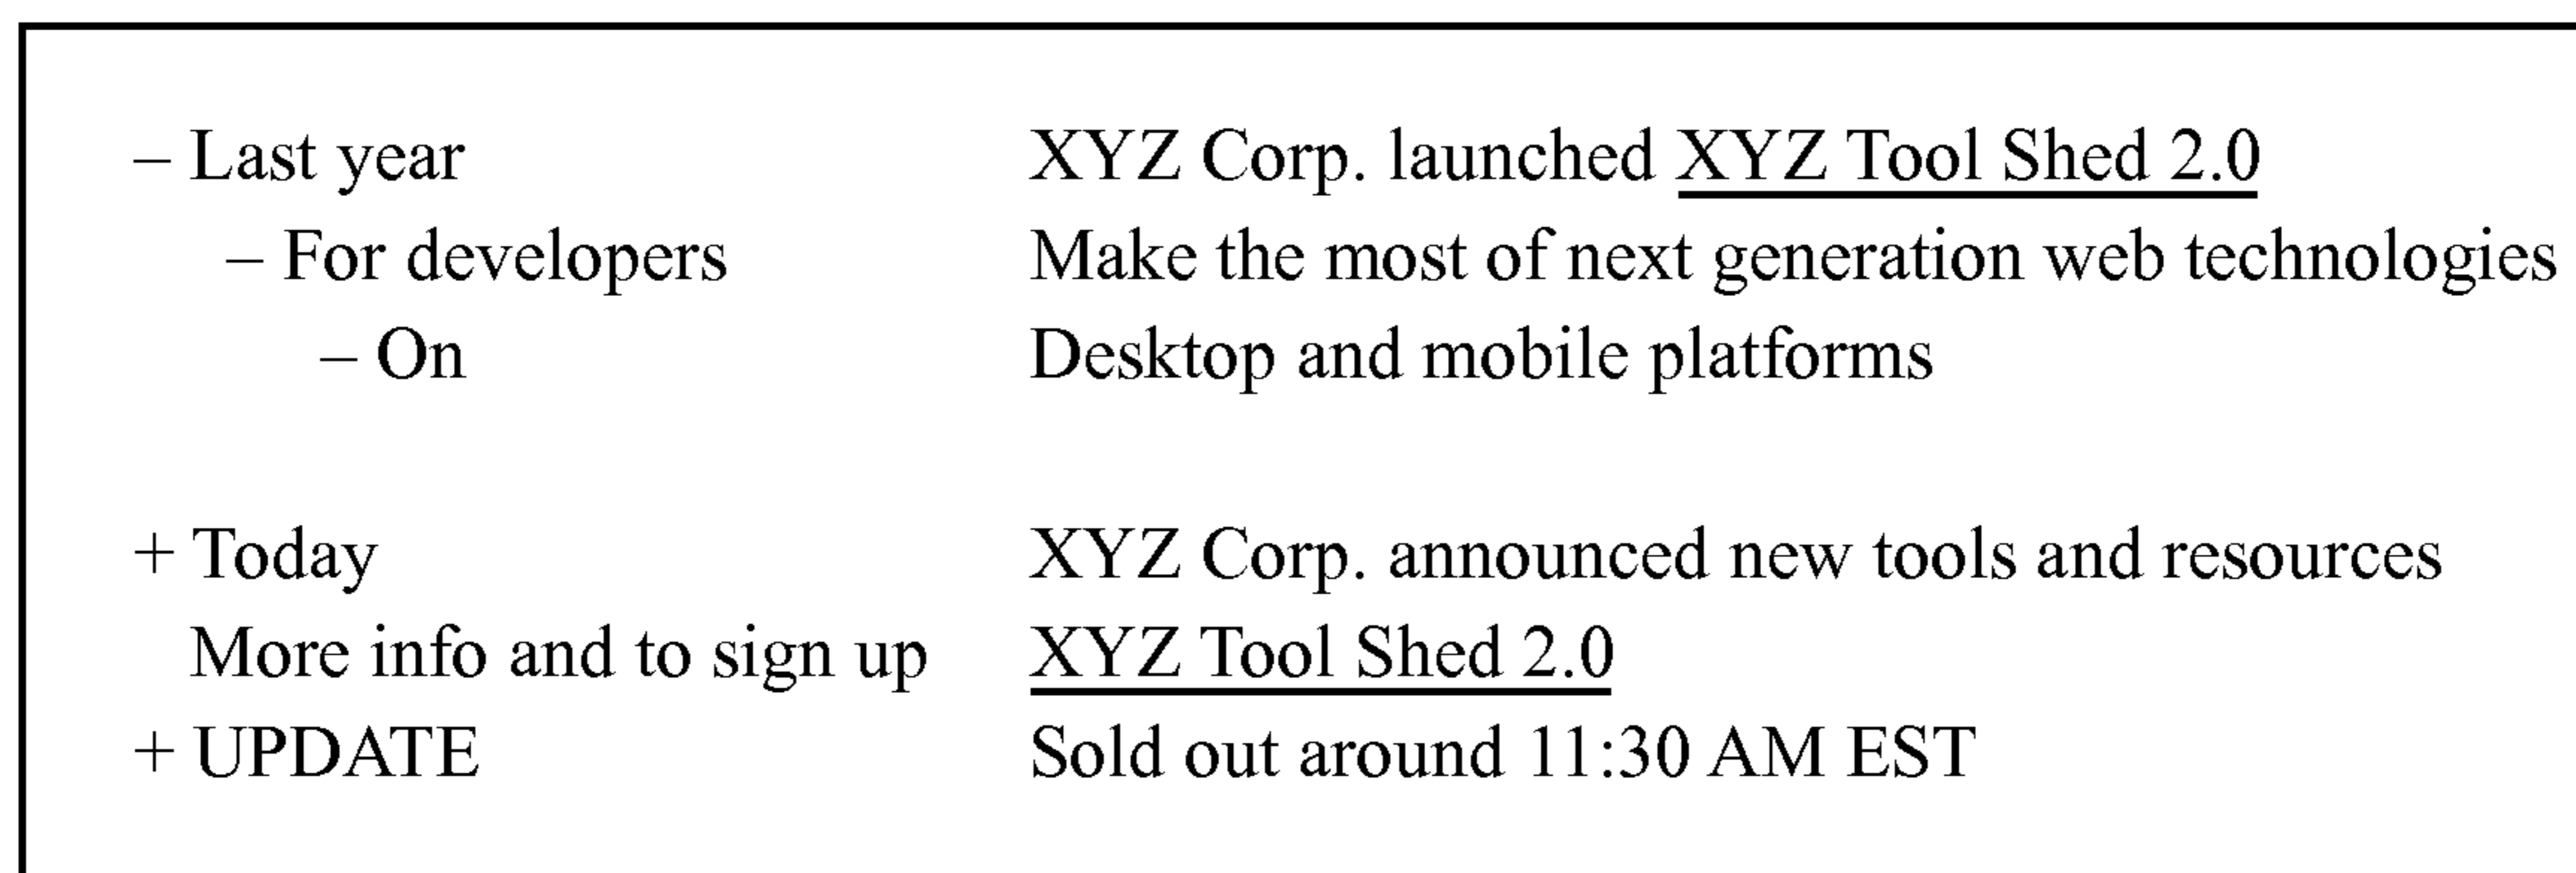 – Last year XYZ Corp. launched XYZ Tool Shed 2.0
– For developers Make the most of next generation web technologies
– On Desktop and mobile platforms
+ Today XYZ Corp. announced new tools and resources
More info and to sign up XYZ Tool Shed 2.0
+ UPDATE Sold out around 11:30 AM EST